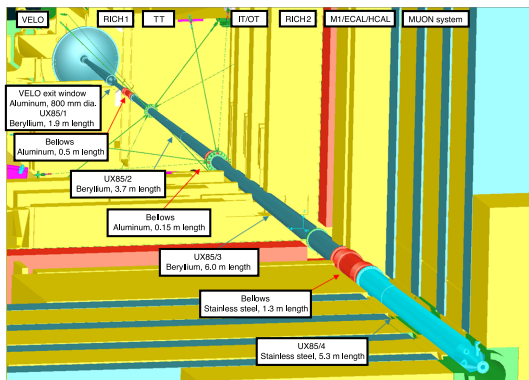 VELO
RICH1
TT
IT/OT
RICH2
M1/ECAL/HCAL
MUON system
VELO exit window
Aluminum, 800 mm dia.
UX85/1
Beryllium, 1.9 m length
Bellows
Aluminum, 0.5 m length
UX85/2
Beryllium, 3.7 m length
Bellows
Aluminum, 0.15 m length
UX85/3
Beryllium, 6.0 m length
Bellows
Stainless steel, 1.3 m length
UX85/4
Stainless steel, 5.3 m length